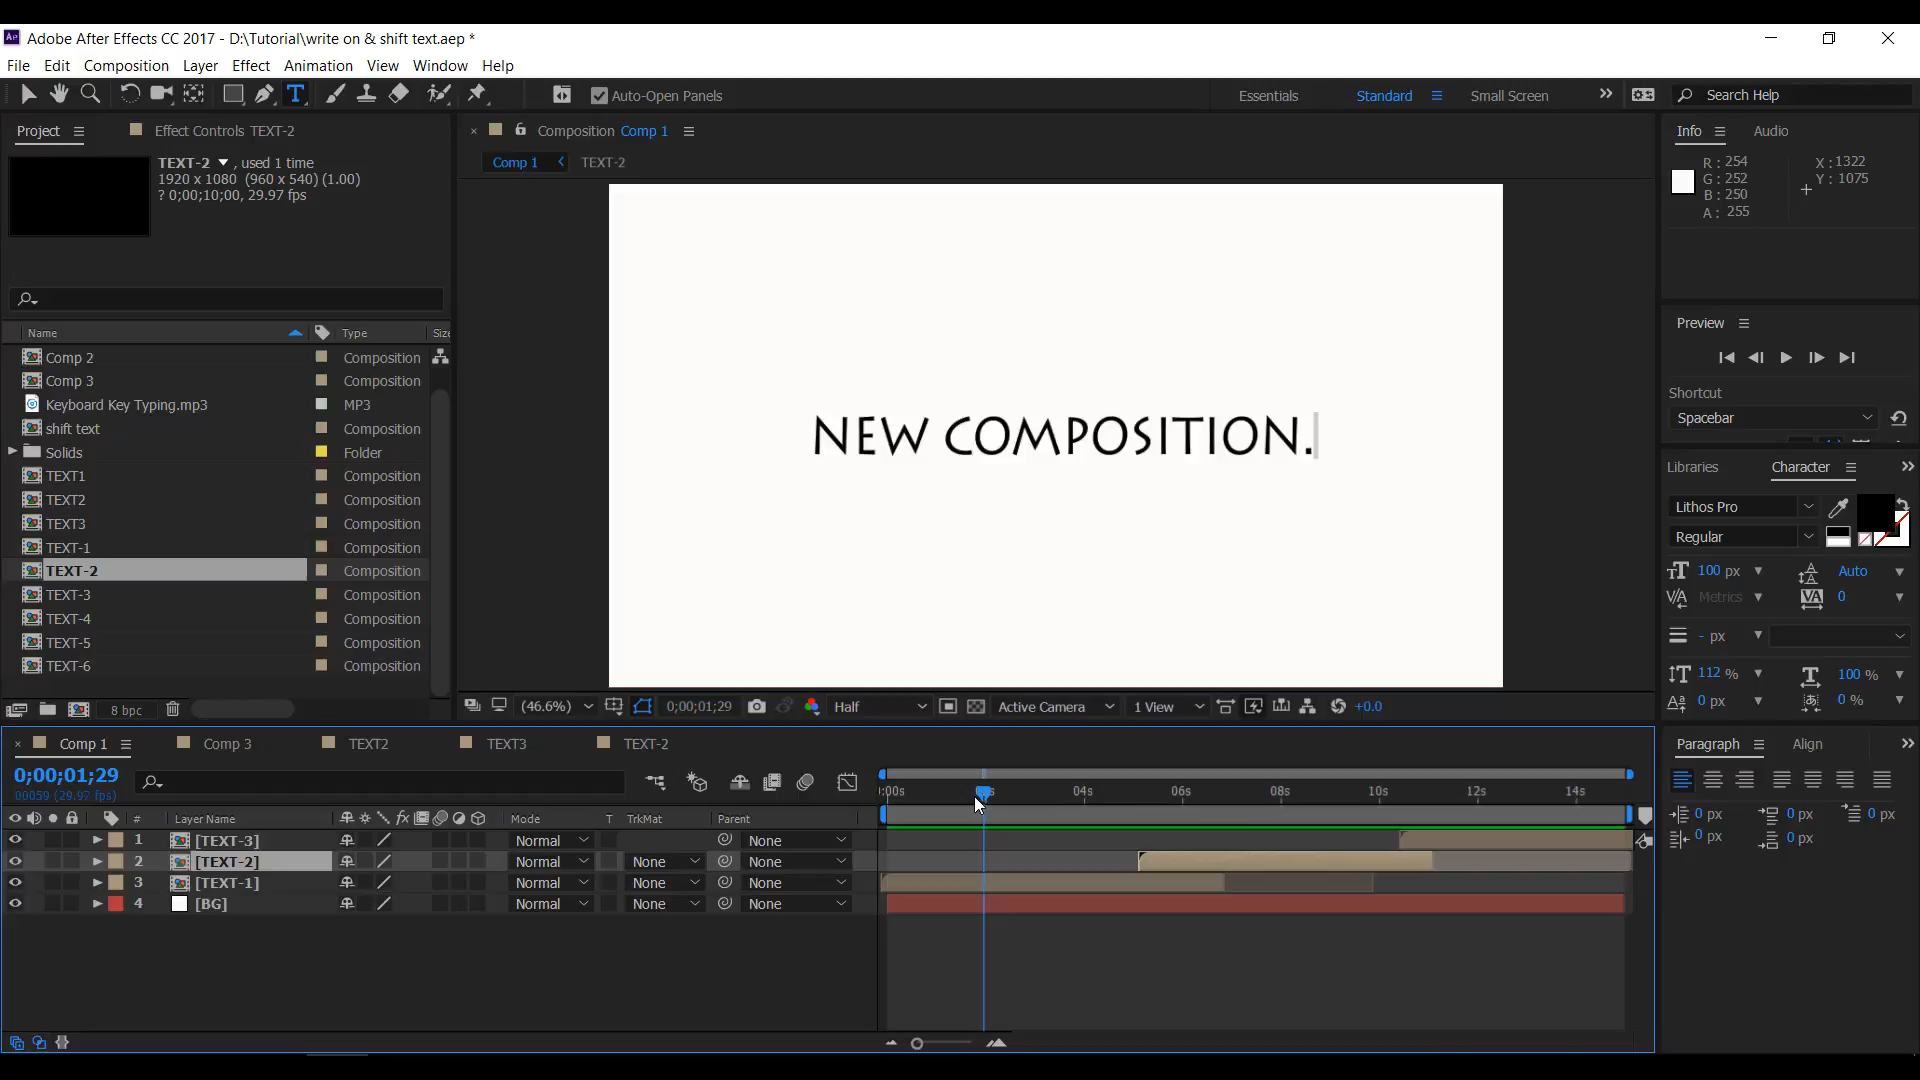 Adobe After Effects CC 2017 - D:\Tutorial\write on & shift text.aep *
File Edit Composition Layer Effect Animation View Window Help
Auto-Open Panels Essentials Standard Small Screen Search Help
Project Effect Controls TEXT-2
TEXT-2 , used 1 time
1920 x 1080 (960 x 540) (1.00)
? 0;00;10;00, 29.97 fps
Name Type Size
Comp 2 Composition
Comp 3 Composition
Keyboard Key Typing.mp3 MP3
shift text Composition
Solids Folder
TEXT1 Composition
TEXT2 Composition
TEXT3 Composition
TEXT-1 Composition
TEXT-2 Composition
TEXT-3 Composition
TEXT-4 Composition
TEXT-5 Composition
TEXT-6 Composition
8 bpc
Composition Comp 1
Comp 1 TEXT-2
NEW COMPOSITION.
(46.6%) 0;00;01;29 Half Active Camera 1 View +0.0
Info Audio
R : 254 X : 1322
G : 252 Y : 1075
B : 250
A : 255
Preview
Shortcut
Spacebar
Libraries Character
Lithos Pro
Regular
100 px Auto
Metrics 0
- px
112 % 100 %
0 px 0 %
Comp 1 Comp 3 TEXT2 TEXT3 TEXT-2
0;00;01;29
00059 (29.97 fps)
:00s 04s 06s 08s 10s 12s 14s
# Layer Name Mode T TrkMat Parent
1 [TEXT-3] Normal None
2 [TEXT-2] Normal None None
3 [TEXT-1] Normal None None
4 [BG] Normal None None
Paragraph Align
0 px 0 px 0 px
0 px 0 px